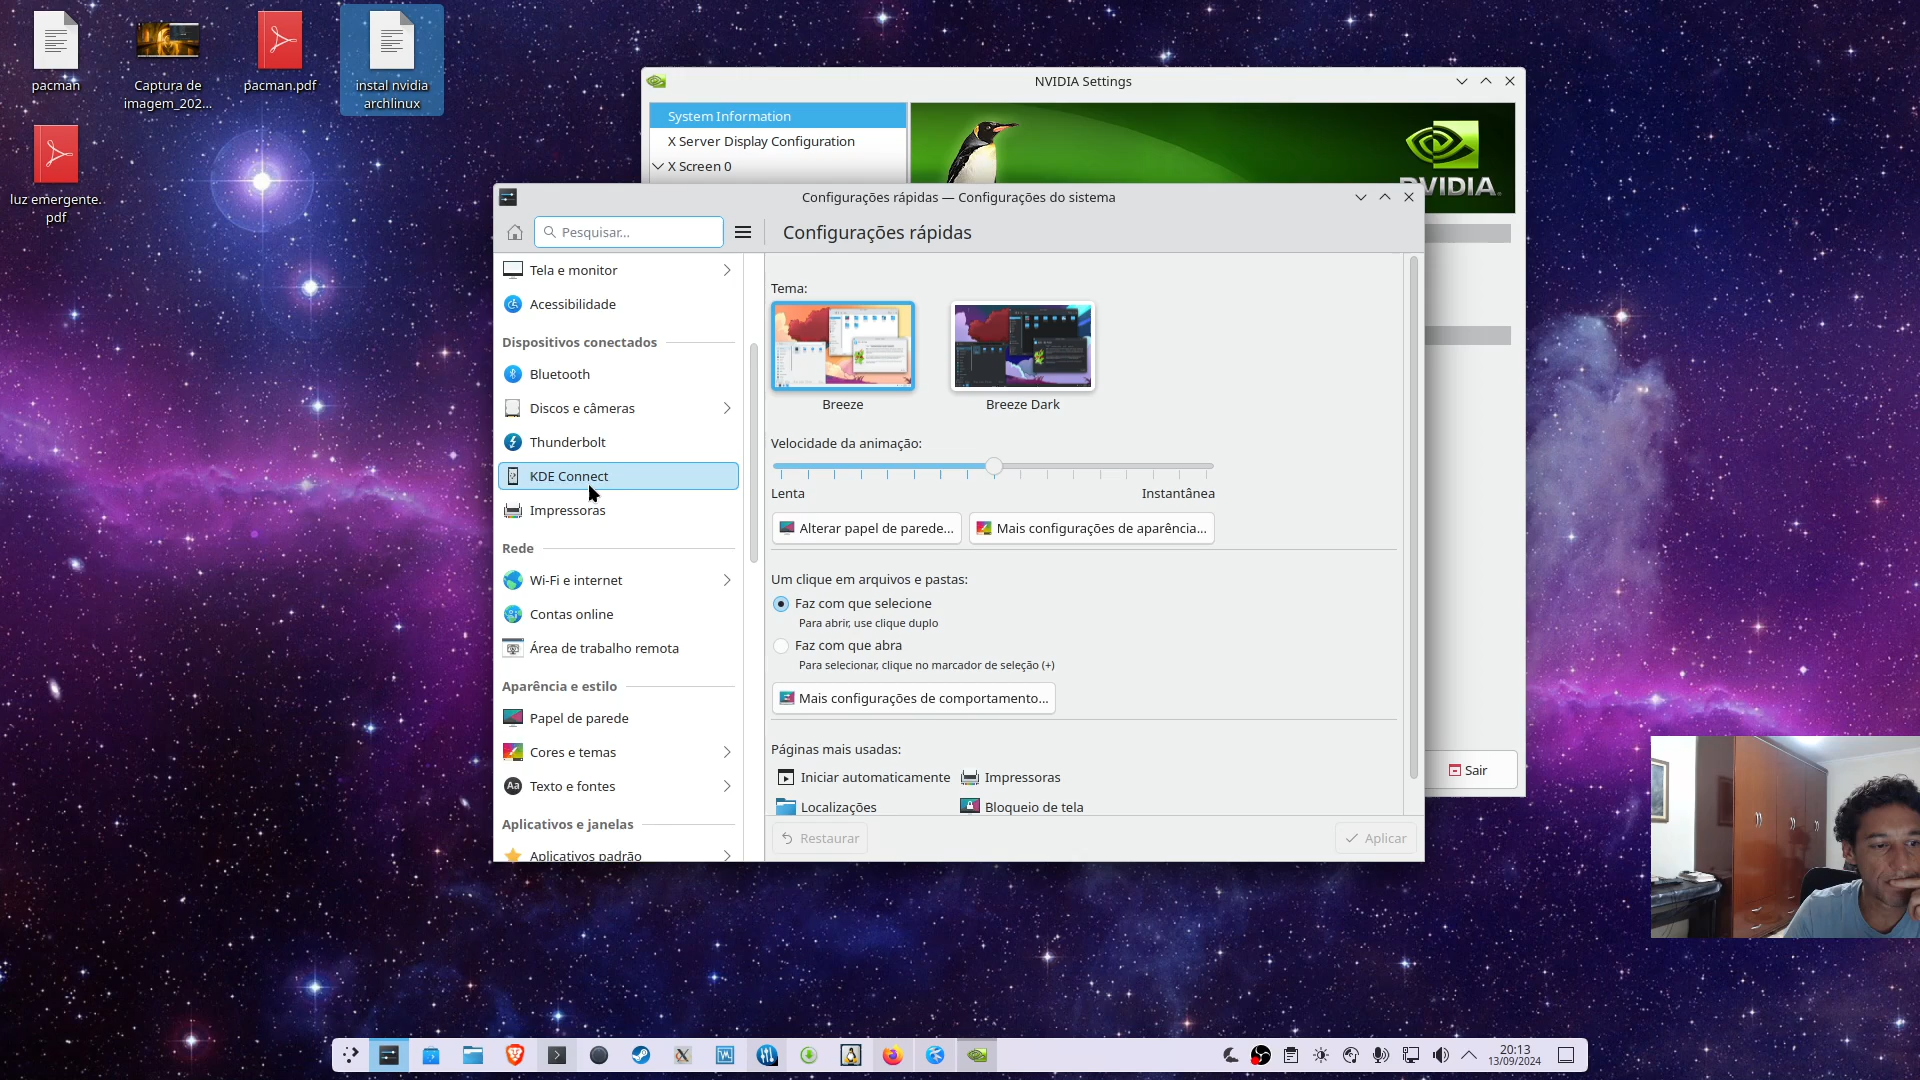 pacman
Captura de
imagem_202...
pacman.pdf
instal nvidia
archlinux
luz emergente.
pdf
NVIDIA Settings
System Information
X Server Display Configuration
X Screen 0
NVIDIA.
Configurações rápidas — Configurações do sistema
Pesquisar...
Configurações rápidas
Tela e monitor
Acessibilidade
Dispositivos conectados
Bluetooth
Discos e câmeras
Thunderbolt
KDE Connect
Impressoras
Rede
Wi-Fi e internet
Contas online
Área de trabalho remota
Aparência e estilo
Papel de parede
Cores e temas
Texto e fontes
Aplicativos e janelas
Aplicativos padrão
Tema:
Breeze
Breeze Dark
Velocidade da animação:
Lenta
Instantânea
Alterar papel de parede...
Mais configurações de aparência...
Um clique em arquivos e pastas:
Faz com que selecione
Para abrir, use clique duplo
Faz com que abra
Para selecionar, clique no marcador de seleção (+)
Mais configurações de comportamento...
Páginas mais usadas:
Iniciar automaticamente
Impressoras
Localizações
Bloqueio de tela
Restaurar
Aplicar
Sair
20:13
13/09/2024